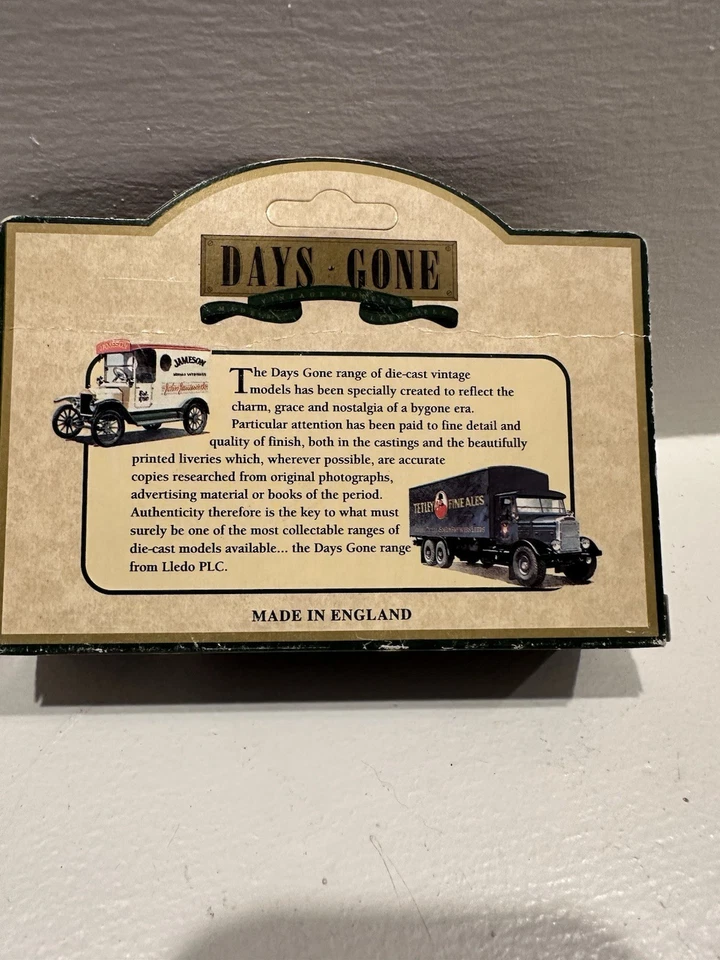 DAYS GONE
JAMESON
The Days Gone range of die-cast vintage
models has been specially created to reflect the
charm, grace and nostalgia of a bygone era.
Particular attention has been paid to fine detail and
quality of finish, both in the castings and the beautifully
printed liveries which, wherever possible, are accurate
copies researched from original photographs,
advertising material or books of the period.
Authenticity therefore is the key to what must
surely be one of the most collectable ranges of
die-cast models available... the Days Gone range
from Lledo PLC.
TETLEY FINE ALES
MADE IN ENGLAND